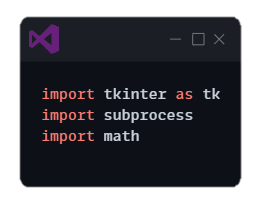 import tkinter as tk
import subprocess
import math